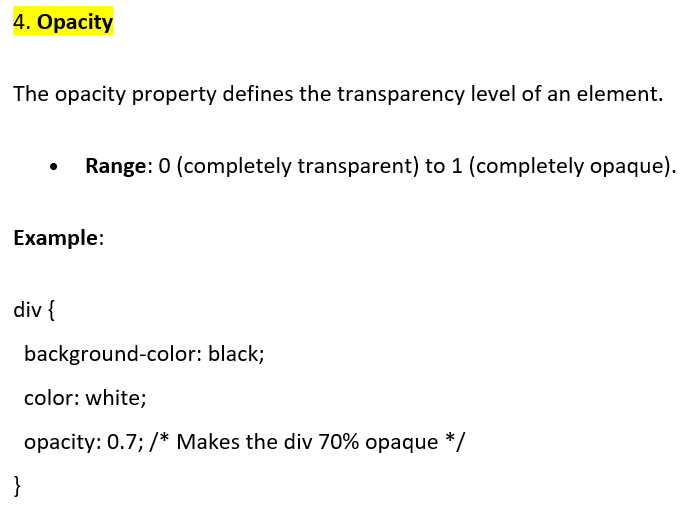 4. Opacity
The opacity property defines the transparency level of an element.
• Range: 0 (completely transparent) to 1 (completely opaque).
Example:
div {
background-color: black;
color: white;
opacity: 0.7; /* Makes the div 70% opaque */
}